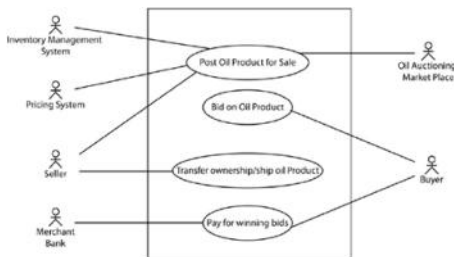 Inventory Management
System
Post Oil Product for Sale
Oil Auctioning
Market Place
Pricing System
Bid on Oil Product
Seller
Transfer ownership/ship oil Product
Buyer
Merchant
Bank
Pay for winning bids